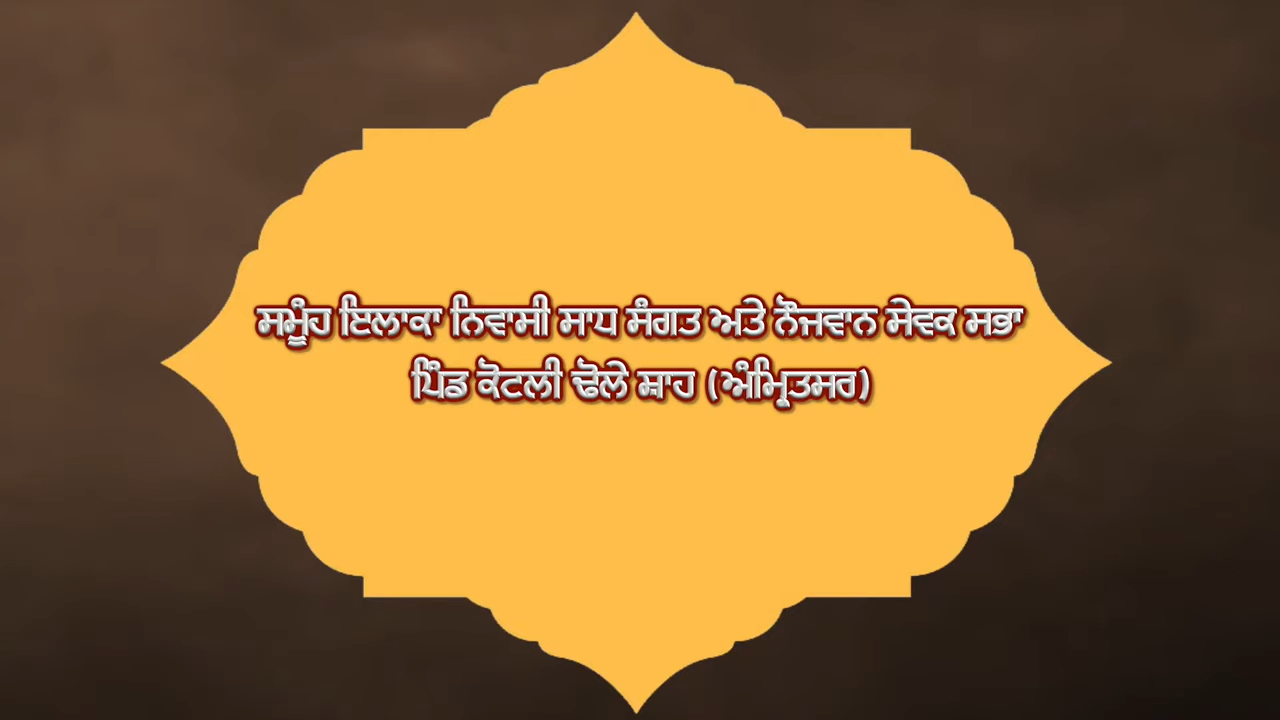 ਸਮੂੰਹ ਇਲਾਕਾ ਨਿਵਾਸੀ ਸਾਧ ਸੰਗਤ ਅਤੇ ਨੌਜਵਾਨ ਸੇਵਕ ਸਭਾ
ਪਿੰਡ ਕੋਟਲੀ ਢੋਲੇ ਸ਼ਾਹ (ਅੰਮ੍ਰਿਤਸਰ)